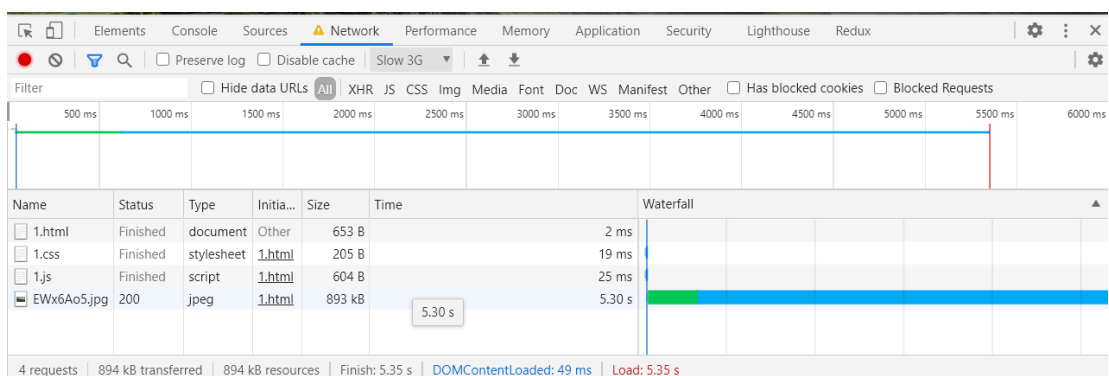 Elements Console Sources Network Performance Memory Application Security Lighthouse Redux
Preserve log Disable cache Slow 3G
Filter Hide data URLs All XHR JS CSS Img Media Font Doc WS Manifest Other Has blocked cookies Blocked Requests
500 ms 1000 ms 1500 ms 2000 ms 2500 ms 3000 ms 3500 ms 4000 ms 4500 ms 5000 ms 5500 ms 6000 ms
Name Status Type Initia... Size Time Waterfall
1.html Finished document Other 653 B 2 ms
1.css Finished stylesheet 1.html 205 B 19 ms
1.js Finished script 1.html 604 B 25 ms
EWx6Ao5.jpg 200 jpeg 1.html 893 kB 5.30 s
5.30 s
4 requests 894 kB transferred 894 kB resources Finish: 5.35 s DOMContentLoaded: 49 ms Load: 5.35 s